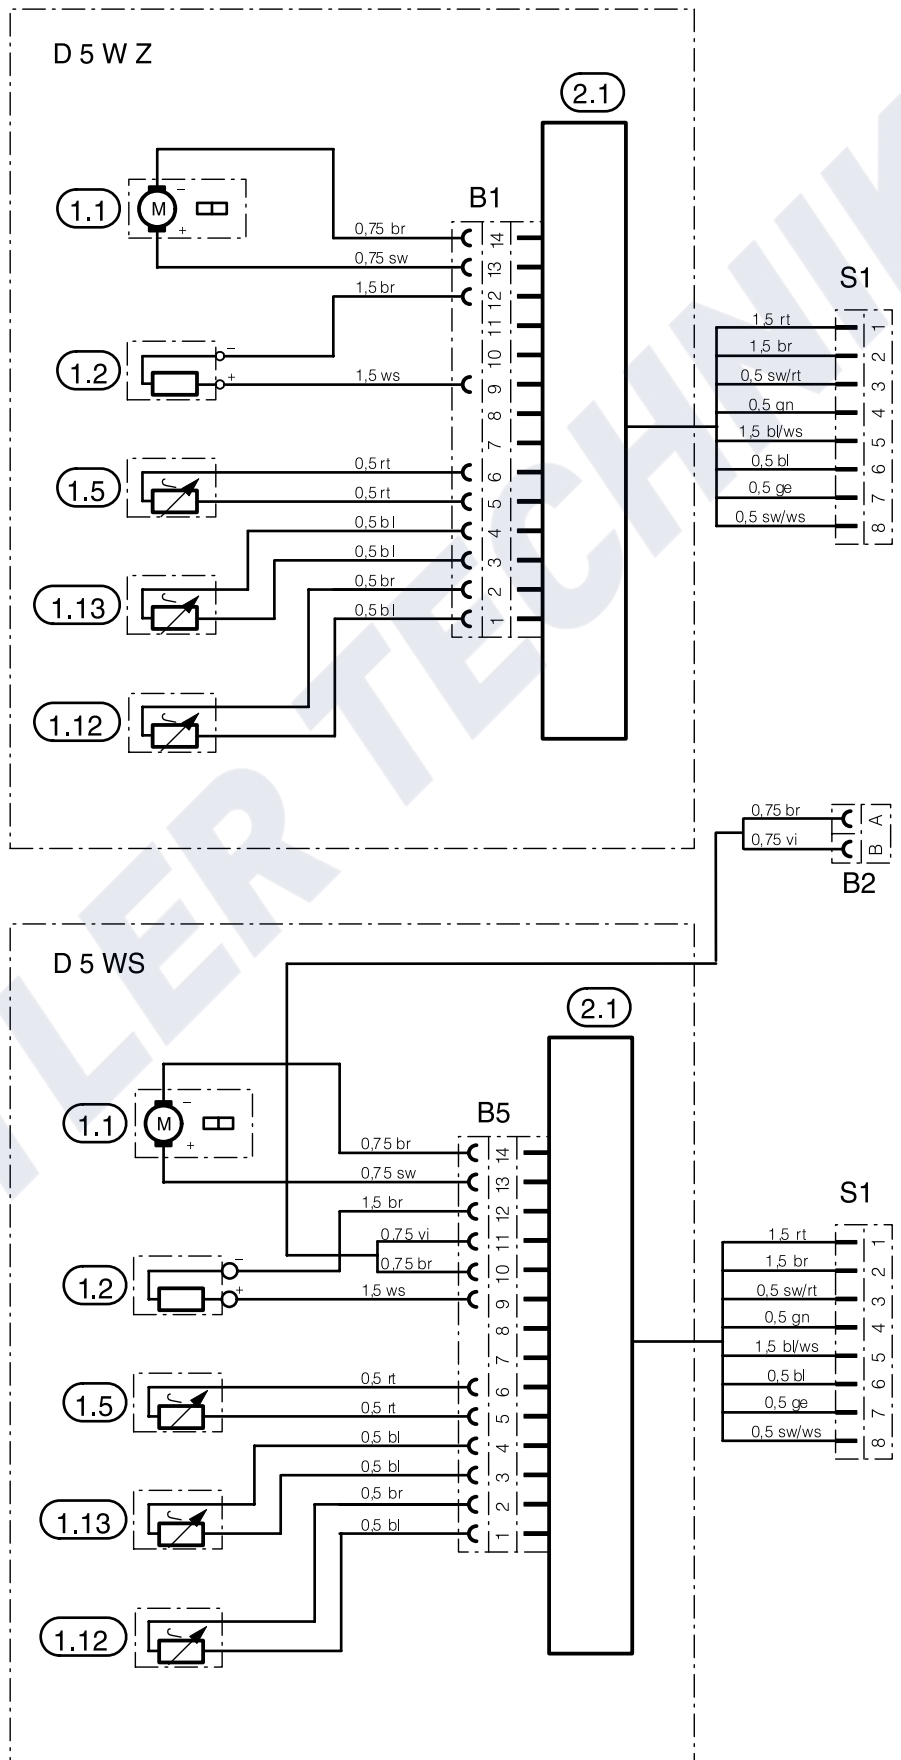 D 5 W Z
2.1
1.1
M
−
+
B1
0,75 br
14
0,75 sw
13
1,5 br
12
11
10
1.2
−
+
1,5 ws
9
8
7
1.5
0,5 rt
6
0,5 rt
5
0,5 bl
4
0,5 bl
3
1.13
0,5 br
2
0,5 bl
1
1.12
S1
1,5 rt
1
1,5 br
2
0,5 sw/rt
3
0,5 gn
4
1,5 bl/ws
5
0,5 bl
6
0,5 ge
7
0,5 sw/ws
8
0,75 br
A
0,75 vi
B
B2
D 5 WS
2.1
1.1
M
−
+
B5
0,75 br
14
0,75 sw
13
1,5 br
12
0,75 vi
11
0,75 br
10
1.2
−
+
1,5 ws
9
8
7
1.5
0,5 rt
6
0,5 rt
5
0,5 bl
4
0,5 bl
3
1.13
0,5 br
2
0,5 bl
1
1.12
S1
1,5 rt
1
1,5 br
2
0,5 sw/rt
3
0,5 gn
4
1,5 bl/ws
5
0,5 bl
6
0,5 ge
7
0,5 sw/ws
8
LER TECHNIK